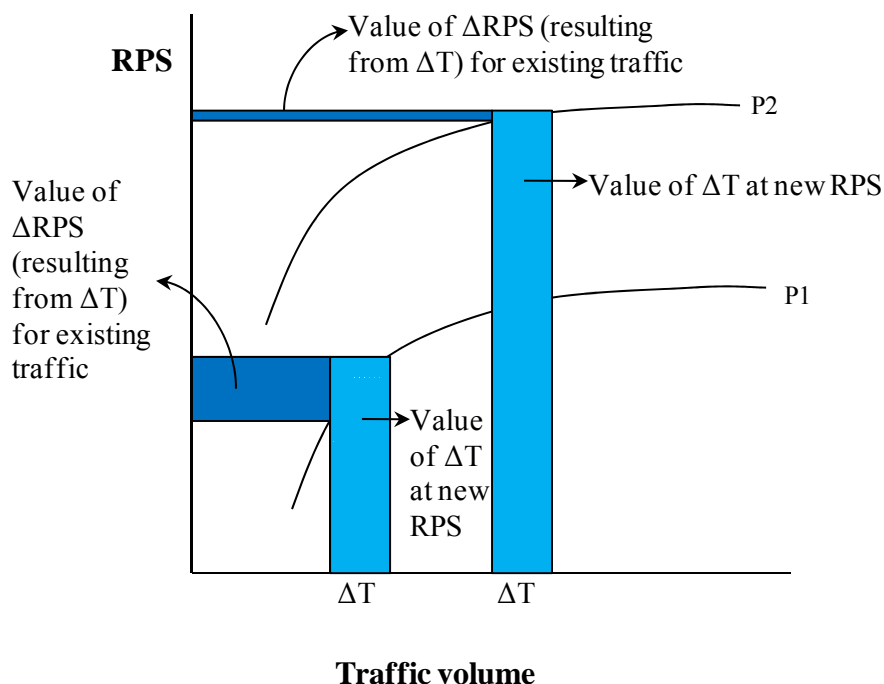 Value of ΔRPS (resulting
from ΔT) for existing traffic
RPS
P2
Value of
ΔRPS
(resulting
from ΔT)
for existing
traffic
Value of ΔT at new RPS
P1
Value
of ΔT
at new
RPS
ΔT
ΔT
Traffic volume